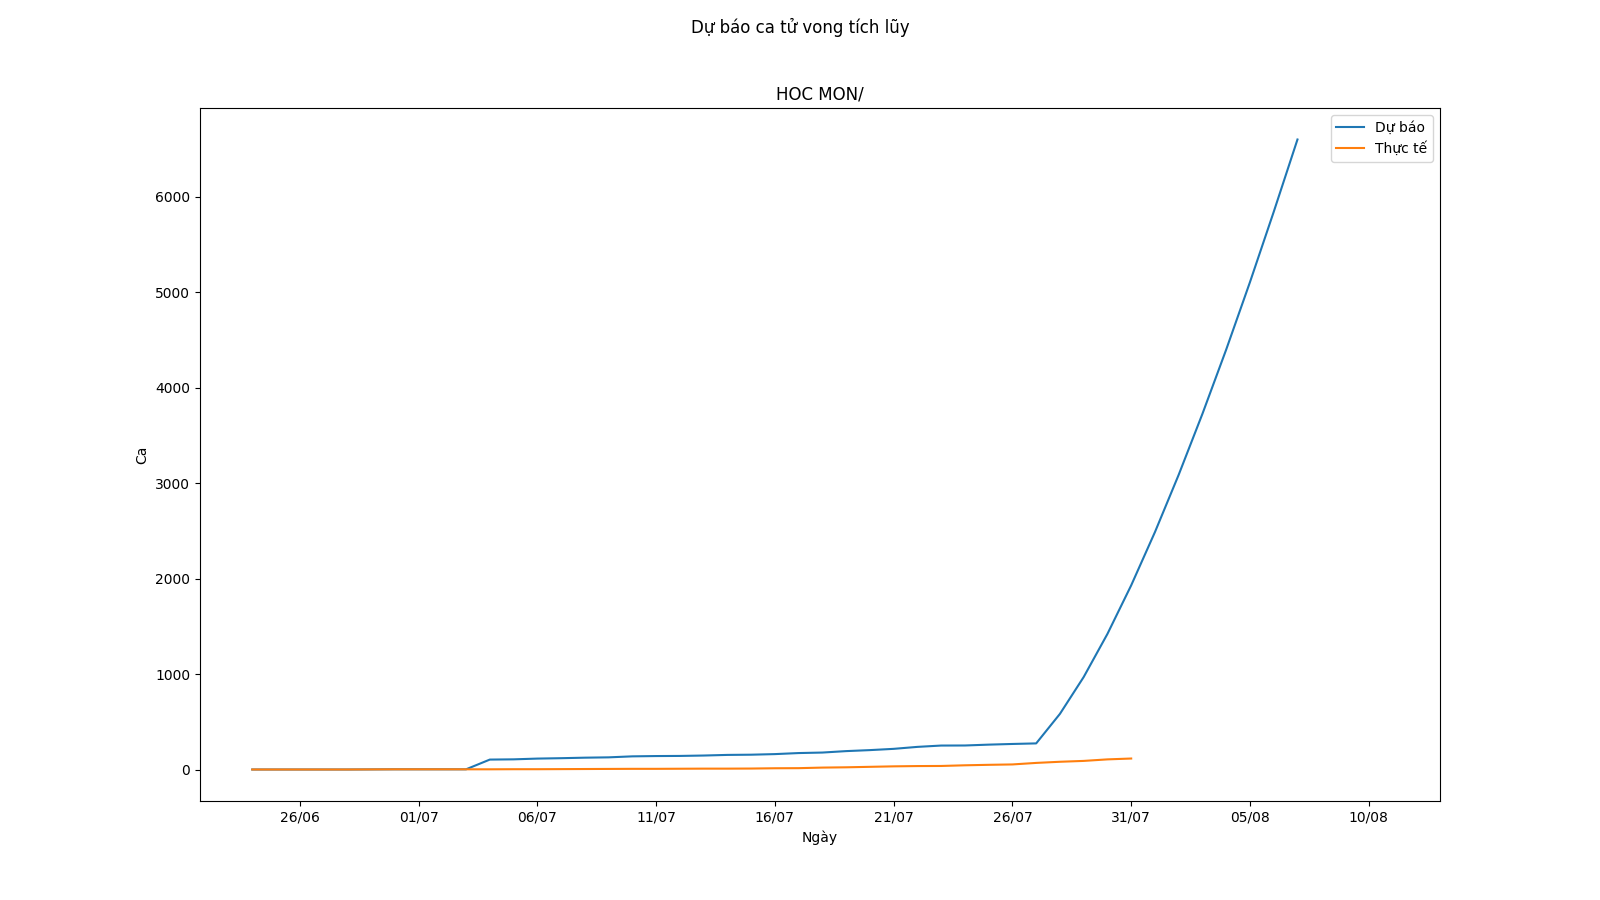 Dự báo ca tử vong tích lũy
HOC MON/
Dự báo
Thực tế
6000
5000
4000
3000
2000
1000
0
Ca
26/06
01/07
06/07
11/07
16/07
21/07
26/07
31/07
05/08
10/08
Ngày